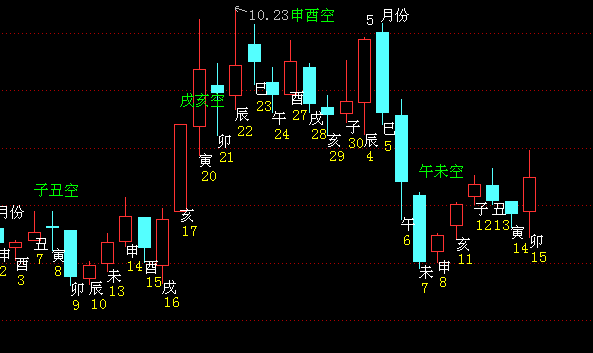 10.23申酉空
5 月份
戌亥空
子丑空
午未空
月份
申
2
酉
3
丑
7
寅
8
卯
9
辰
10
未
13
申
14
酉
15
戌
16
亥
17
寅
20
卯
21
辰
22
巳
23
午
24
酉
27
戌
28
亥
29
子
30
辰
4
巳
5
午
6
未
7
申
8
亥
11
子
12
丑
13
寅
14
卯
15